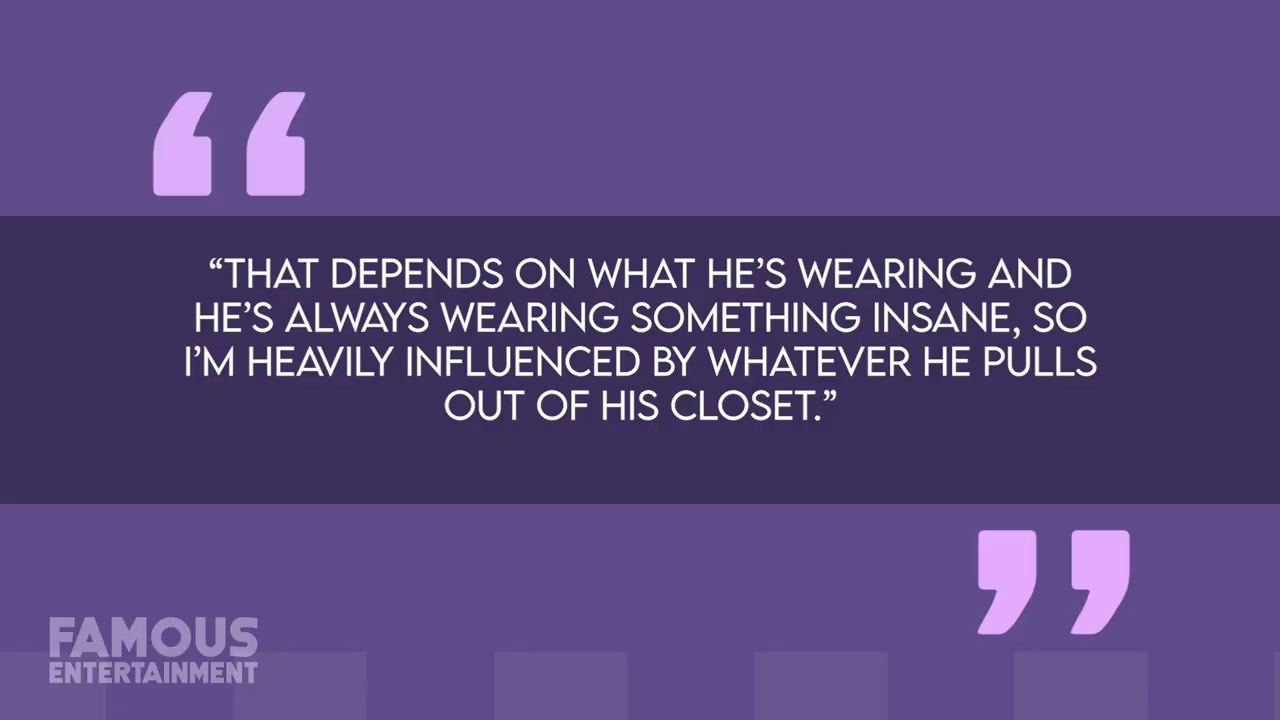 “THAT DEPENDS ON WHAT HE’S WEARING AND
HE’S ALWAYS WEARING SOMETHING INSANE, SO
I’M HEAVILY INFLUENCED BY WHATEVER HE PULLS
OUT OF HIS CLOSET.”
FAMOUS
ENTERTAINMENT